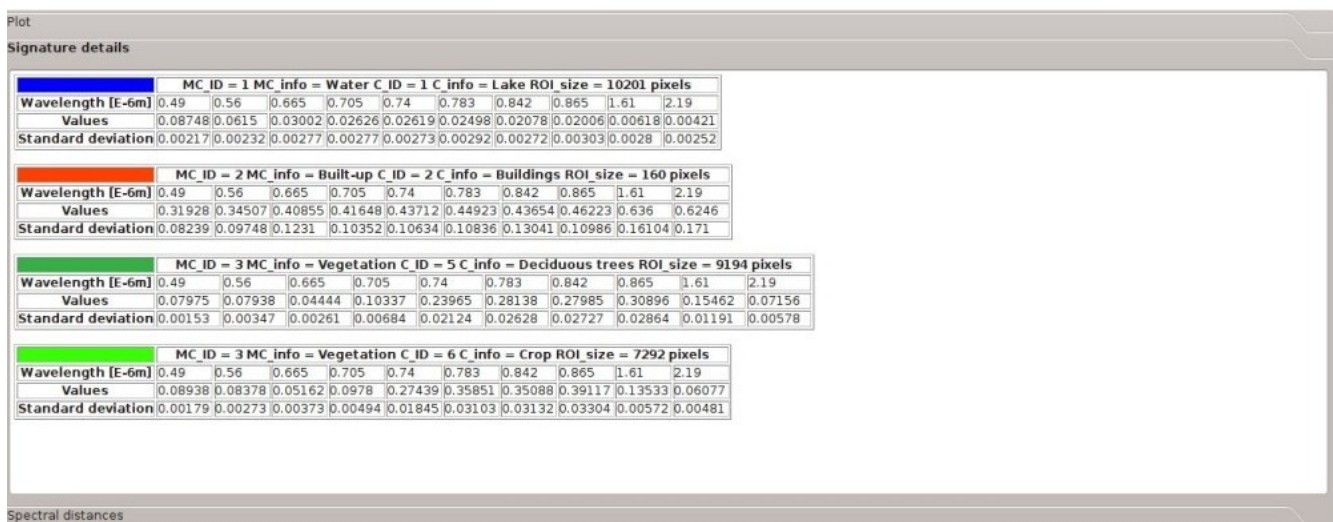 Plot
Signature details
MC_ID = 1 MC_info = Water C_ID = 1 C_info = Lake ROI_size = 10201 pixels
Wavelength [E-6m] 0.49 0.56 0.665 0.705 0.74 0.783 0.842 0.865 1.61 2.19
Values 0.08748 0.0615 0.03002 0.02626 0.02619 0.02498 0.02078 0.02006 0.00618 0.00421
Standard deviation 0.00217 0.00232 0.00277 0.00277 0.00273 0.00292 0.00272 0.00303 0.0028 0.00252
MC_ID = 2 MC_info = Built-up C_ID = 2 C_info = Buildings ROI_size = 160 pixels
Wavelength [E-6m] 0.49 0.56 0.665 0.705 0.74 0.783 0.842 0.865 1.61 2.19
Values 0.31928 0.34507 0.40855 0.41648 0.43712 0.44923 0.43654 0.46223 0.636 0.6246
Standard deviation 0.08239 0.09748 0.1231 0.10352 0.10634 0.10836 0.13041 0.10986 0.16104 0.171
MC_ID = 3 MC_info = Vegetation C_ID = 5 C_info = Deciduous trees ROI_size = 9194 pixels
Wavelength [E-6m] 0.49 0.56 0.665 0.705 0.74 0.783 0.842 0.865 1.61 2.19
Values 0.07975 0.07938 0.04444 0.10337 0.23965 0.28138 0.27985 0.30896 0.15462 0.07156
Standard deviation 0.00153 0.00347 0.00261 0.00684 0.02124 0.02628 0.02727 0.02864 0.01191 0.00578
MC_ID = 3 MC_info = Vegetation C_ID = 6 C_info = Crop ROI_size = 7292 pixels
Wavelength [E-6m] 0.49 0.56 0.665 0.705 0.74 0.783 0.842 0.865 1.61 2.19
Values 0.08938 0.08378 0.05162 0.0978 0.27439 0.35851 0.35088 0.39117 0.13533 0.06077
Standard deviation 0.00179 0.00273 0.00373 0.00494 0.01845 0.03103 0.03132 0.03304 0.00572 0.00481
Spectral distances